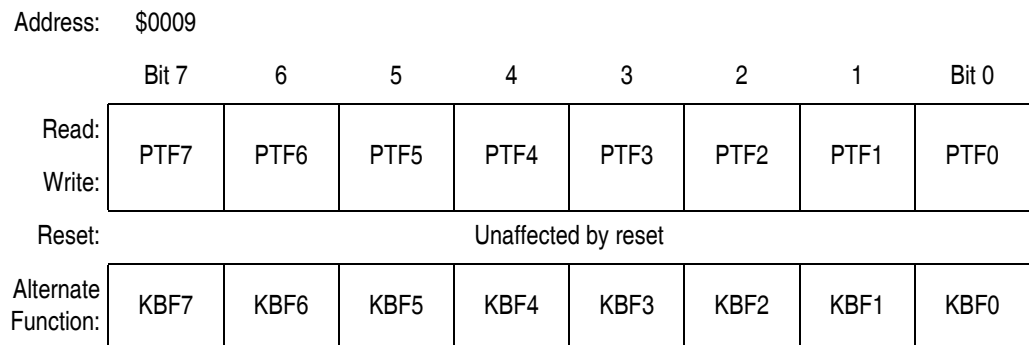 Address: $0009
Bit 7 6 5 4 3 2 1 Bit 0
Read:
PTF7 PTF6 PTF5 PTF4 PTF3 PTF2 PTF1 PTF0
Write:
Reset: Unaffected by reset
Alternate
Function: KBF7 KBF6 KBF5 KBF4 KBF3 KBF2 KBF1 KBF0